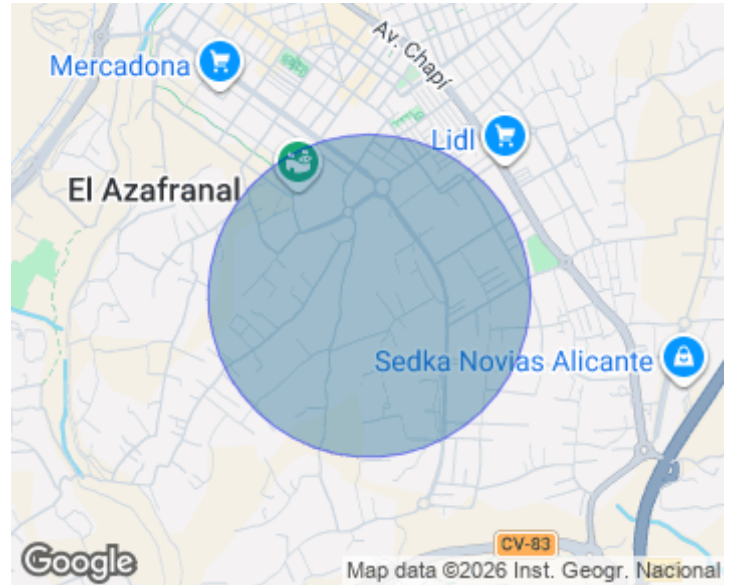 Av. Chapí
Mercadona
Lidl
El Azafranal
Sedka Novias Alicante
CV-83
Google
Map data ©2026 Inst. Geogr. Nacional